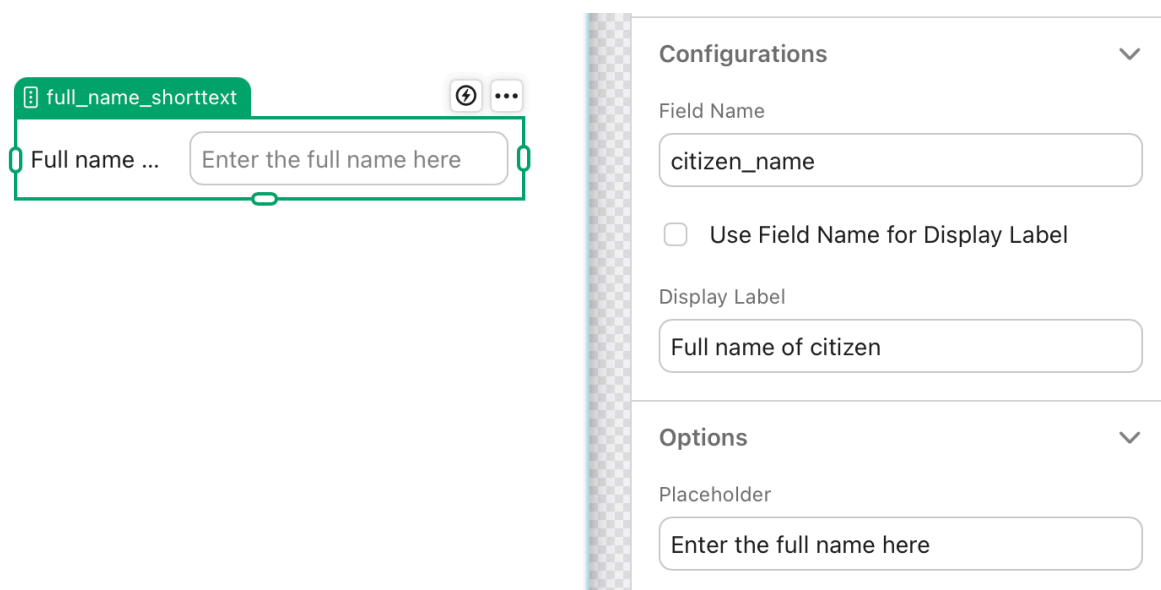 full_name_shorttext
Full name ...
Enter the full name here
Configurations
Field Name
citizen_name
Use Field Name for Display Label
Display Label
Full name of citizen
Options
Placeholder
Enter the full name here